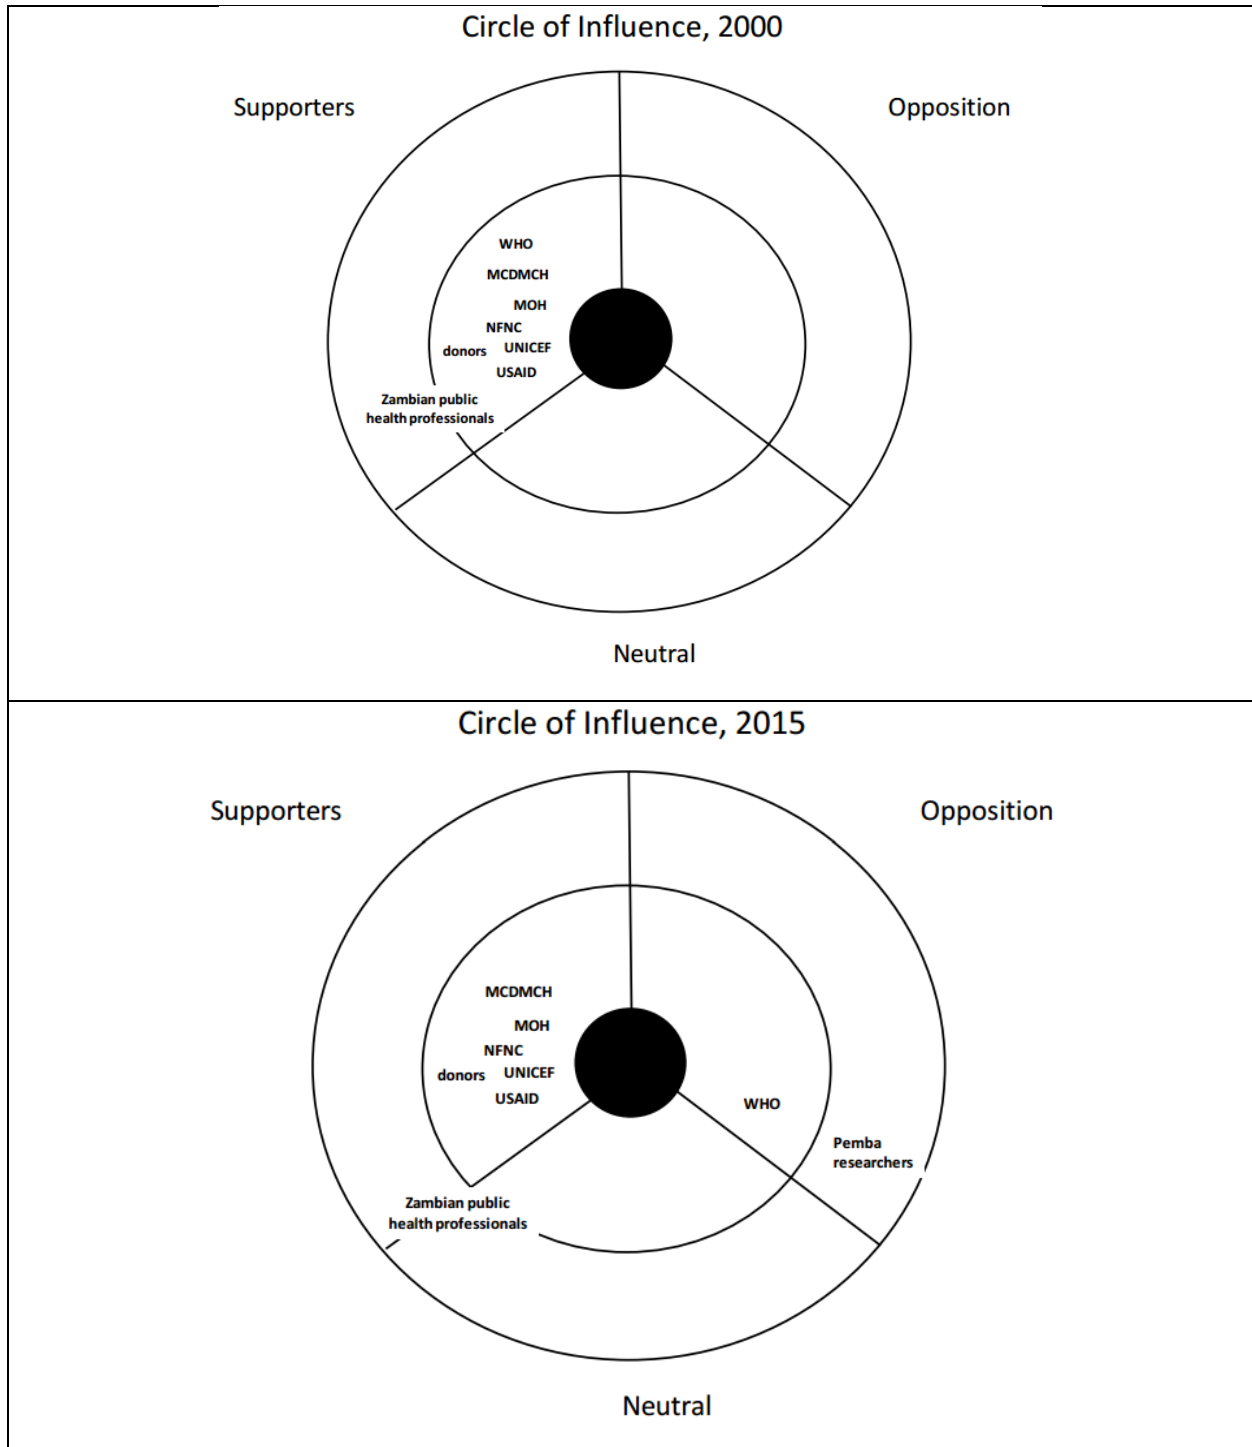 Circle of Influence, 2000
Supporters
Opposition
WHO
MCDMCH
MOH
NFNC
donors
UNICEF
USAID
Zambian public
health professionals
Neutral
Circle of Influence, 2015
Supporters
Opposition
MCDMCH
MOH
NFNC
donors
UNICEF
USAID
WHO
Pemba
researchers
Zambian public
health professionals
Neutral